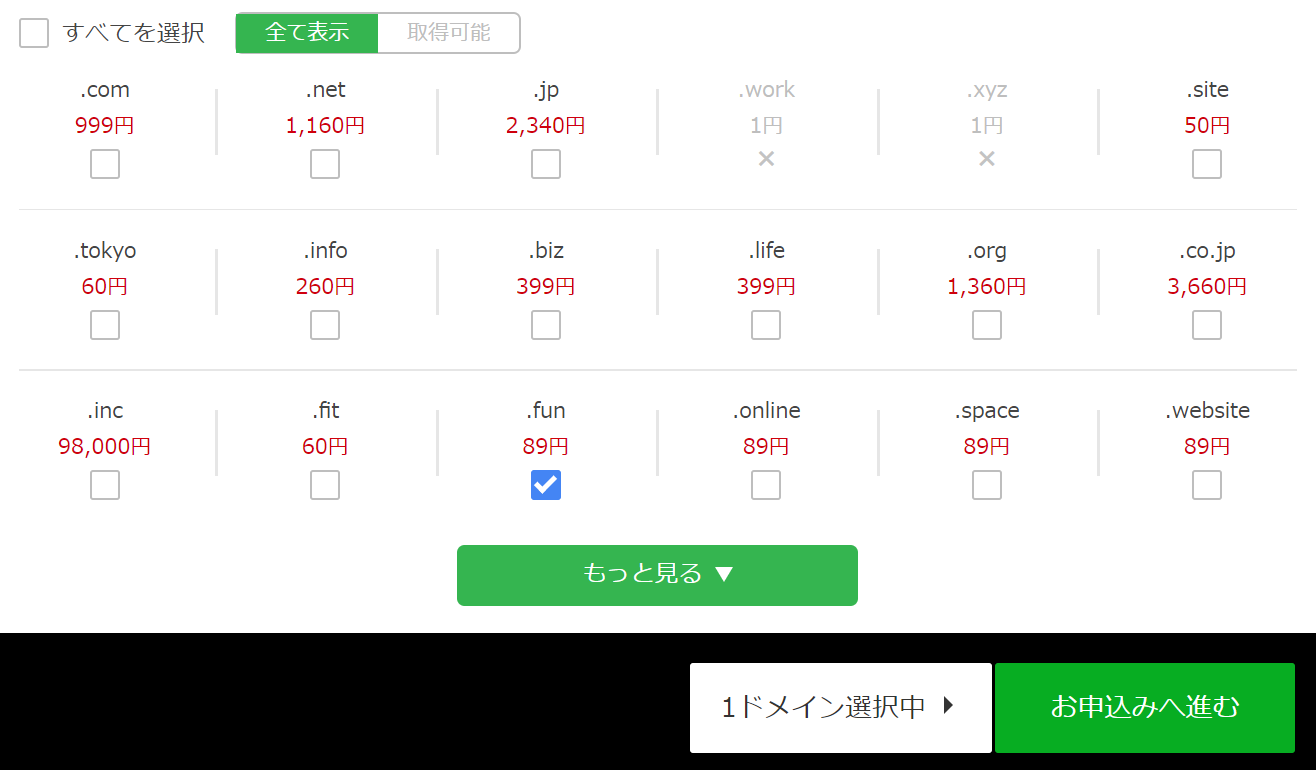 すべてを選択 全て表示 取得可能
.com .net .jp .work .xyz .site
999円 1,160円 2,340円 1円 1円 50円
× ×
.tokyo .info .biz .life .org .co.jp
60円 260円 399円 399円 1,360円 3,660円
.inc .fit .fun .online .space .website
98,000円 60円 89円 89円 89円 89円
もっと見る ▼
1ドメイン選択中 お申込みへ進む